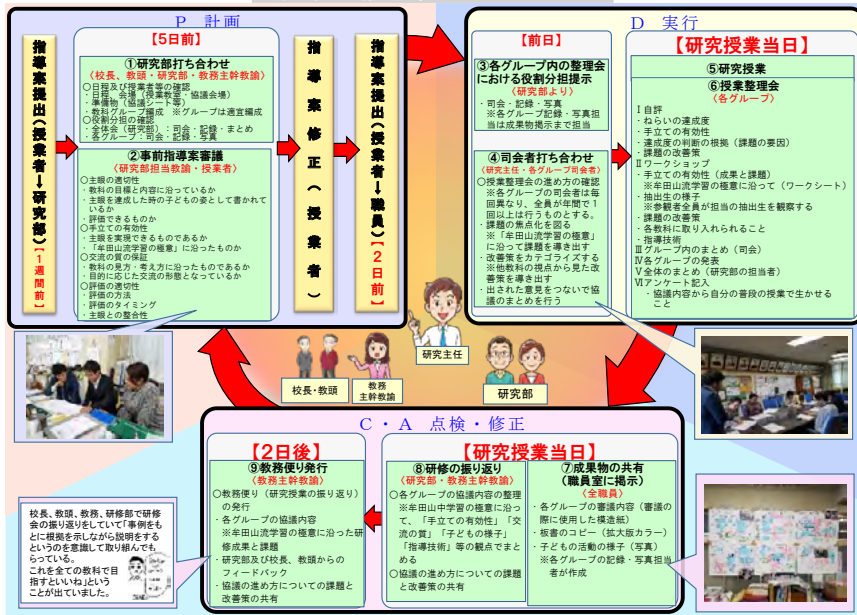 P 計画
指導案提出(授業者→研究部)【1週間前】
【5日前】
①研究部打ち合わせ
〈校長、教頭・研究部・教務主幹教諭〉
○日程及び授業者等の確認
・日程、会場(授業教室・協議会場)
・準備物(協議シート等)
・教科グループ編成 ※グループは適宜編成
○役割分担の確認
・全体会(研究部):司会・記録・まとめ
・各グループ:司会・記録・写真
②事前指導案審議
〈研究部担当教諭・授業者〉
○主眼の適切性
・教科の目標と内容に沿っているか
・主眼を達成した時の子どもの姿として書かれて
いるか
・評価できるものか
○手立ての有効性
・主眼を実現できるものであるか
・「牟田山流学習の極意」に沿ったものか
○交流の質の保証
・教科の見方・考え方に沿ったものであるか
・目的に応じた交流の形態となっているか
○評価の適切性
・評価の方法
・評価のタイミング
・主眼との整合性
指導案修正(授業者)
指導案提出(授業者→職員)【2日前】
D 実行
【前日】
③各グループ内の整理会
における役割分担提示
〈研究部より〉
・司会・記録・写真
※各グループ記録・写真担
当は成果物掲示まで担当
④司会者打ち合わせ
〈研究主任・各グループ司会者〉
○授業整理会の進め方の確認
※各グループの司会者は毎
回異なり、全員が年間で1
回以上は行うものとする。
・課題の焦点化を図る
※「牟田山流学習の極意」
に沿って課題を導き出す
・改善策をカテゴライズする
※他教科の視点から見た改
善策を導き出す
・出された意見をつないで協
議のまとめを行う
【研究授業当日】
⑤研究授業
⑥授業整理会
〈各グループ〉
Ⅰ自評
・ねらいの達成度
・手立ての有効性
・達成度の判断の根拠(課題の要因)
・課題の改善策
Ⅱワークショップ
・手立ての有効性(成果と課題)
※牟田山流学習の極意に沿って(ワークシート)
・抽出生の様子
※参観者全員が担当の抽出生を観察する
・課題の改善策
・各教科に取り入れられること
・指導技術
Ⅲグループ内のまとめ(司会)
Ⅳ各グループの発表
Ⅴ全体のまとめ(研究部の担当者)
Ⅵアンケート記入
・協議内容から自分の普段の授業で生かせる
こと
校長・教頭
教務
主幹教諭
研究主任
研究部
C・A 点検・修正
【2日後】
⑨教務便り発行
〈教務主幹教諭〉
○教務便り(研究授業の振り返り)
の発行
・各グループの協議内容
※牟田山流学習の極意に沿った研
修成果と課題
・研究部及び校長、教頭からの
フィードバック
・協議の進め方についての課題と
改善策の共有
【研究授業当日】
⑧研修の振り返り
〈研究部・教務主幹教諭〉
○各グループの協議内容の整理
※牟田山中学習の極意に沿っ
て、「手立ての有効性」「交
流の質」「子どもの様子」
「指導技術」等の観点でまと
める
○協議の進め方についての課題
と改善策の共有
⑦成果物の共有
(職員室に掲示)
〈全職員〉
・各グループの審議内容(審議の
際に使用した模造紙)
・板書のコピー(拡大版カラー)
・子どもの活動の様子(写真)
※各グループの記録・写真担当
者が作成
校長、教頭、教務、研修部で研修
会の振り返りをしていて「事例をも
とに根拠を示しながら説明をする
というのを意識して取り組んでも
らっている。
これを全ての教科で目
指すといいね」という
ことが出ていました。